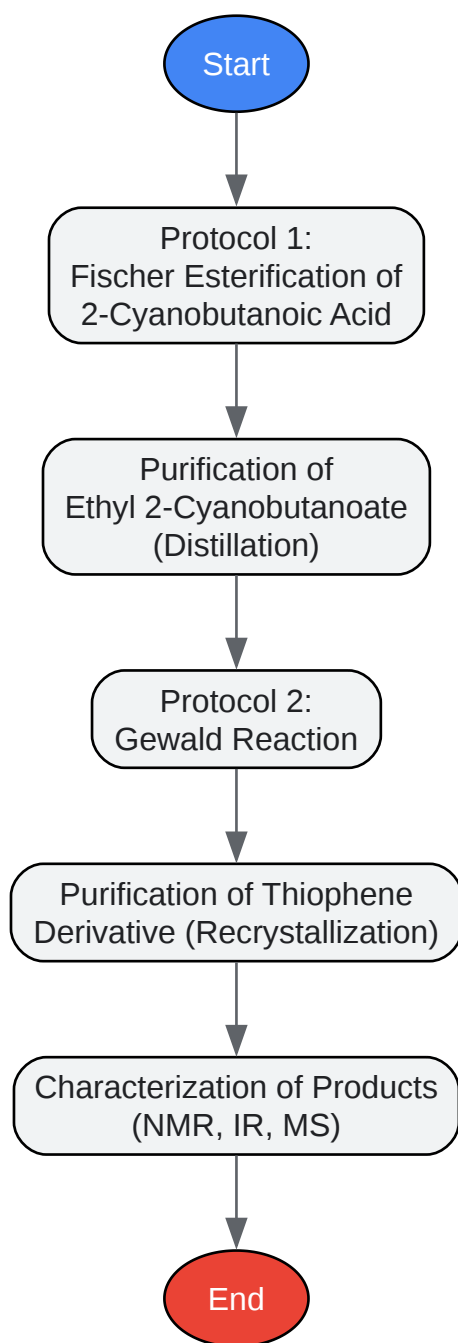 Start
Protocol 1:
Fischer Esterification of
2-Cyanobutanoic Acid
Purification of
Ethyl 2-Cyanobutanoate
(Distillation)
Protocol 2:
Gewald Reaction
Purification of Thiophene
Derivative (Recrystallization)
Characterization of Products
(NMR, IR, MS)
End